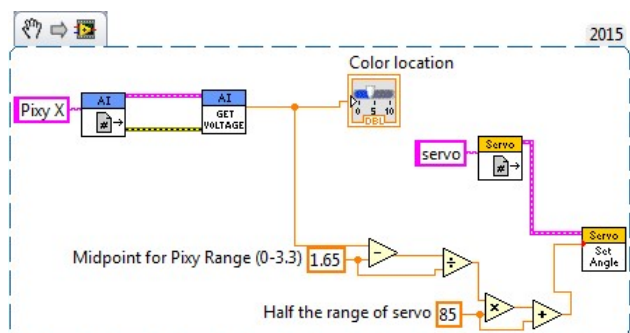 2015
Color location
Pixy X
AI
#
AI
GET
VOLTAGE
0 5 10
DBL
servo
Servo
#
Servo
Set
Angle
Midpoint for Pixy Range (0-3.3) 1.65
- ÷
Half the range of servo 85
× +